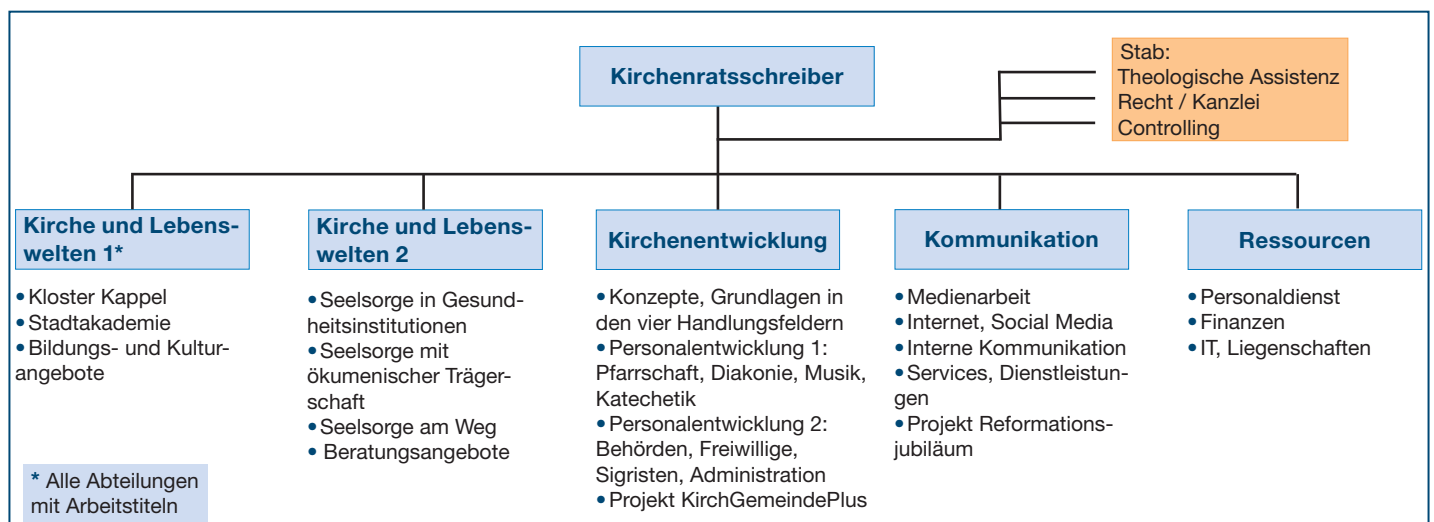 Kirchenratsschreiber
Stab:
Theologische Assistenz
Recht / Kanzlei
Controlling
Kirche und Lebens-
welten 1*
• Kloster Kappel
• Stadtakademie
• Bildungs- und Kultur-
angebote
Kirche und Lebens-
welten 2
• Seelsorge in Gesund-
heitsinstitutionen
• Seelsorge mit
ökumenischer Träger-
schaft
• Seelsorge am Weg
• Beratungsangebote
Kirchenentwicklung
• Konzepte, Grundlagen in
den vier Handlungsfeldern
• Personalentwicklung 1:
Pfarrschaft, Diakonie, Musik,
Katechetik
• Personalentwicklung 2:
Behörden, Freiwillige,
Sigristen, Administration
• Projekt KirchGemeindePlus
Kommunikation
• Medienarbeit
• Internet, Social Media
• Interne Kommunikation
• Services, Dienstleistun-
gen
• Projekt Reformations-
jubiläum
Ressourcen
• Personaldienst
• Finanzen
• IT, Liegenschaften
* Alle Abteilungen
mit Arbeitstiteln